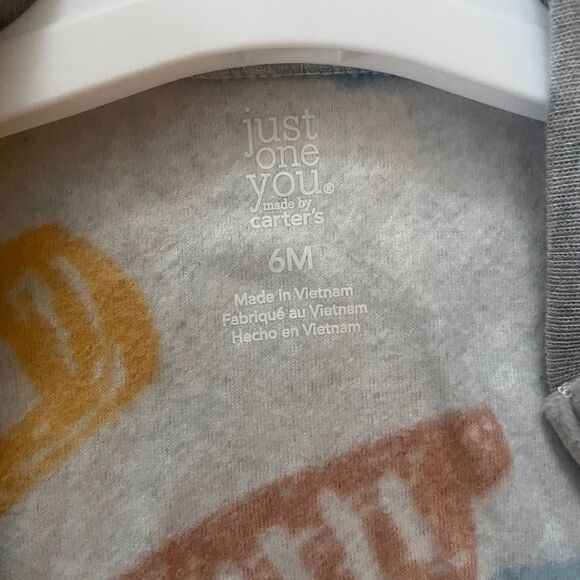 just
one
you®
made by
carter's
6M
Made in Vietnam
Fabriqué au Vietnam
Hecho en Vietnam